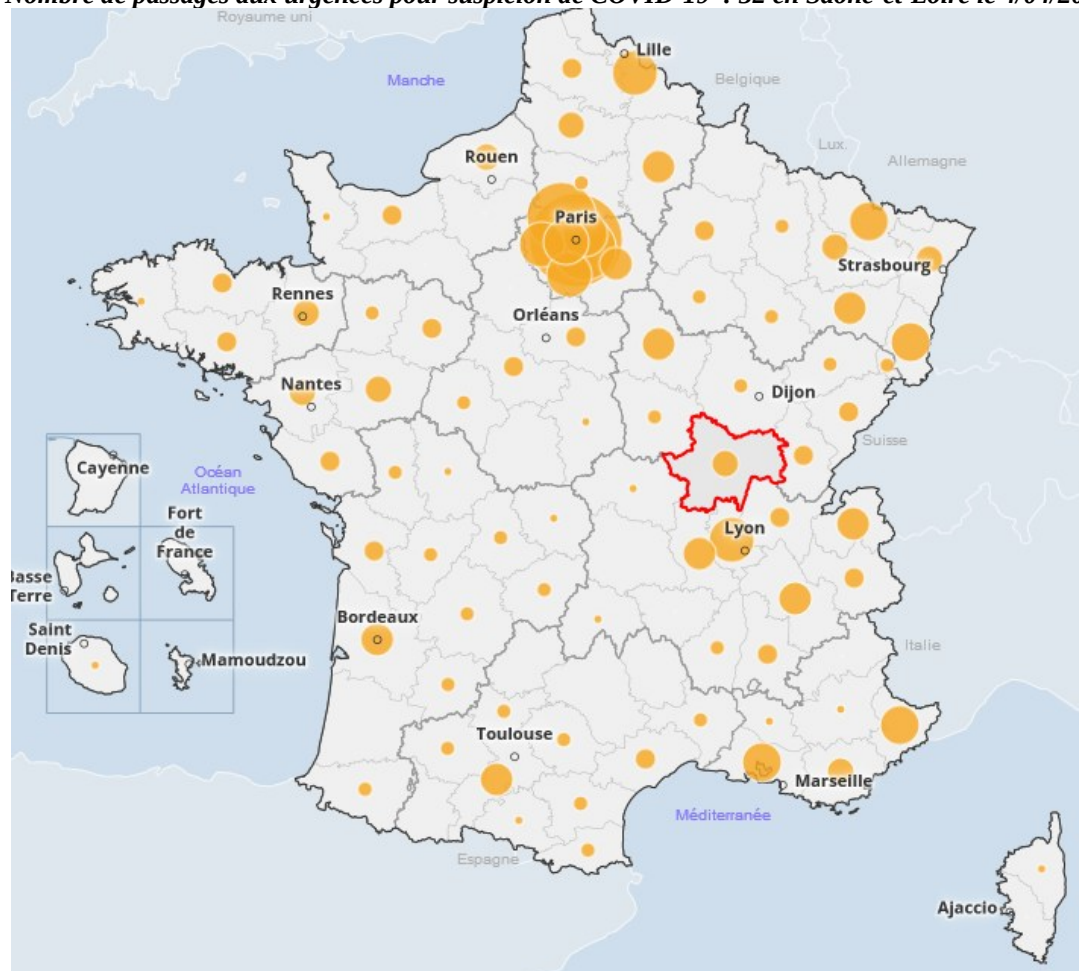 Nombre de passages aux urgences pour suspicion de COVID-19 : 32 en Saône-et-Loire le 4/04/20
Royaume uni
Lille
Manche
Belgique
Lux.
Allemagne
Rouen
Paris
Strasbourg
Rennes
Orléans
Nantes
Dijon
Suisse
Cayenne
Océan
Atlantique
Fort
de
France
Lyon
Basse
Terre
Bordeaux
Saint
Denis
Mamoudzou
Italie
Toulouse
Marseille
Méditerranée
Espagne
Ajaccio